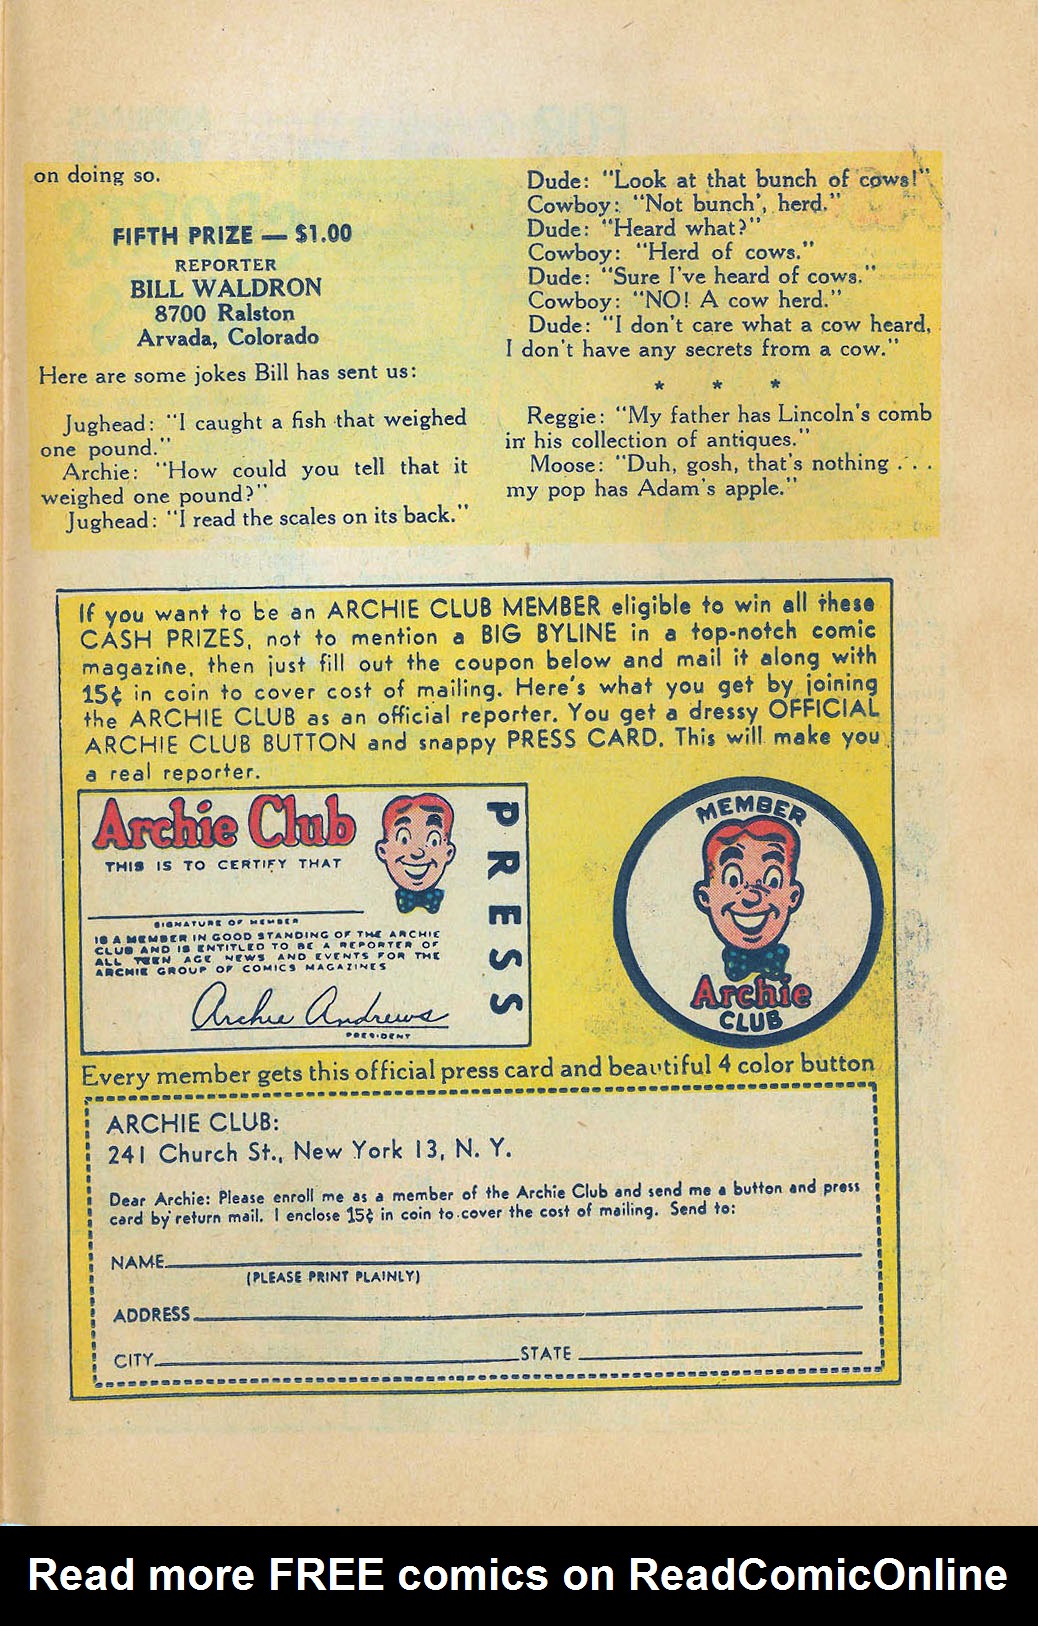 on doing so.
FIFTH PRIZE — $1.00
REPORTER
BILL WALDRON
8700 Ralston
Arvada, Colorado
Here are some jokes Bill has sent us:
Jughead: "I caught a fish that weighed
one pound."
Archie: "How could you tell that it
weighed one pound?"
Jughead: "I read the scales on its back."
Dude: "Look at that bunch of cows!"
Cowboy: "Not bunch', herd."
Dude: "Heard what?"
Cowboy: "Herd of cows."
Dude: "Sure I've heard of cows."
Cowboy: "NO! A cow herd."
Dude: "I don't care what a cow heard,
I don't have any secrets from a cow."
* * *
Reggie: "My father has Lincoln's comb
in his collection of antiques."
Moose: "Duh, gosh, that's nothing . . .
my pop has Adam's apple."
If you want to be an ARCHIE CLUB MEMBER eligible to win all these
CASH PRIZES, not to mention a BIG BYLINE in a top-notch comic
magazine, then just fill out the coupon below and mail it along with
15¢ in coin to cover cost of mailing. Here's what you get by joining
the ARCHIE CLUB as an official reporter. You get a dressy OFFICIAL
ARCHIE CLUB BUTTON and snappy PRESS CARD. This will make you
a real reporter.
Archie Club
THIS IS TO CERTIFY THAT
SIGNATURE OF MEMBER
IS A MEMBER IN GOOD STANDING OF THE ARCHIE
CLUB AND IS ENTITLED TO BE A REPORTER OF
ALL TEEN AGE NEWS AND EVENTS FOR THE
ARCHIE GROUP OF COMICS MAGAZINES
Archie Andrews
PRESIDENT
PRESS
MEMBER
Archie
CLUB
Every member gets this official press card and beautiful 4 color button
ARCHIE CLUB:
241 Church St., New York 13, N. Y.
Dear Archie: Please enroll me as a member of the Archie Club and send me a button and press
card by return mail. I enclose 15¢ in coin to cover the cost of mailing. Send to:
NAME
(PLEASE PRINT PLAINLY)
ADDRESS
CITY STATE
Read more FREE comics on ReadComicOnline